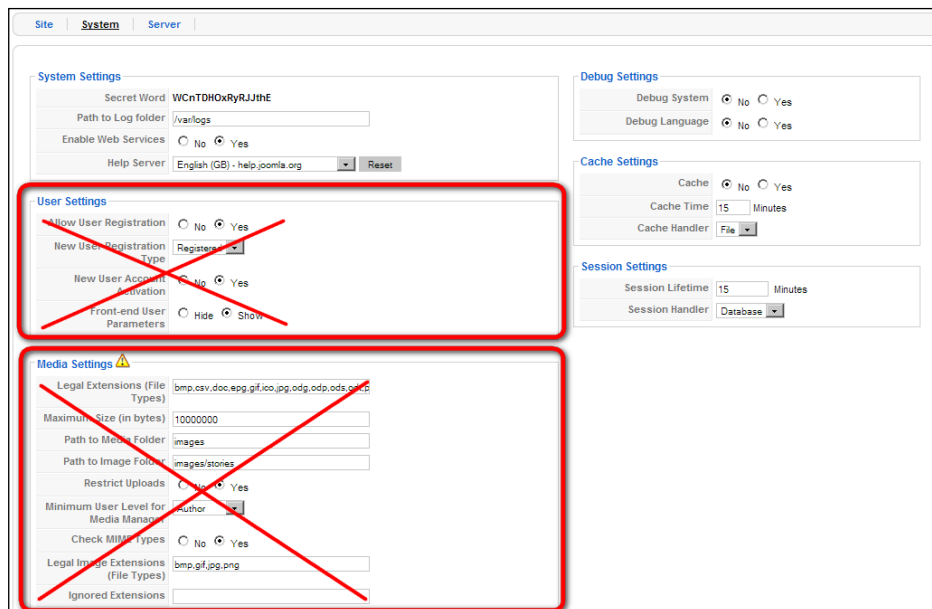 Site System Server
System Settings
Secret Word WCnTDHOxRyRJJthE
Path to Log folder /var/logs
Enable Web Services No Yes
Help Server English (GB) - help.joomla.org Reset
User Settings
Allow User Registration No Yes
New User Registration Type Registered
New User Account Activation No Yes
Front-end User Parameters Hide Show
Media Settings
Legal Extensions (File Types) bmp,csv,doc,epg,gif,ico,jpg,odg,odp,ods,odt,p
Maximum Size (in bytes) 10000000
Path to Media Folder images
Path to Image Folder images/stories
Restrict Uploads No Yes
Minimum User Level for Media Manager Author
Check MIME Types No Yes
Legal Image Extensions (File Types) bmp,gif,jpg,png
Ignored Extensions
Debug Settings
Debug System No Yes
Debug Language No Yes
Cache Settings
Cache No Yes
Cache Time 15 Minutes
Cache Handler File
Session Settings
Session Lifetime 15 Minutes
Session Handler Database